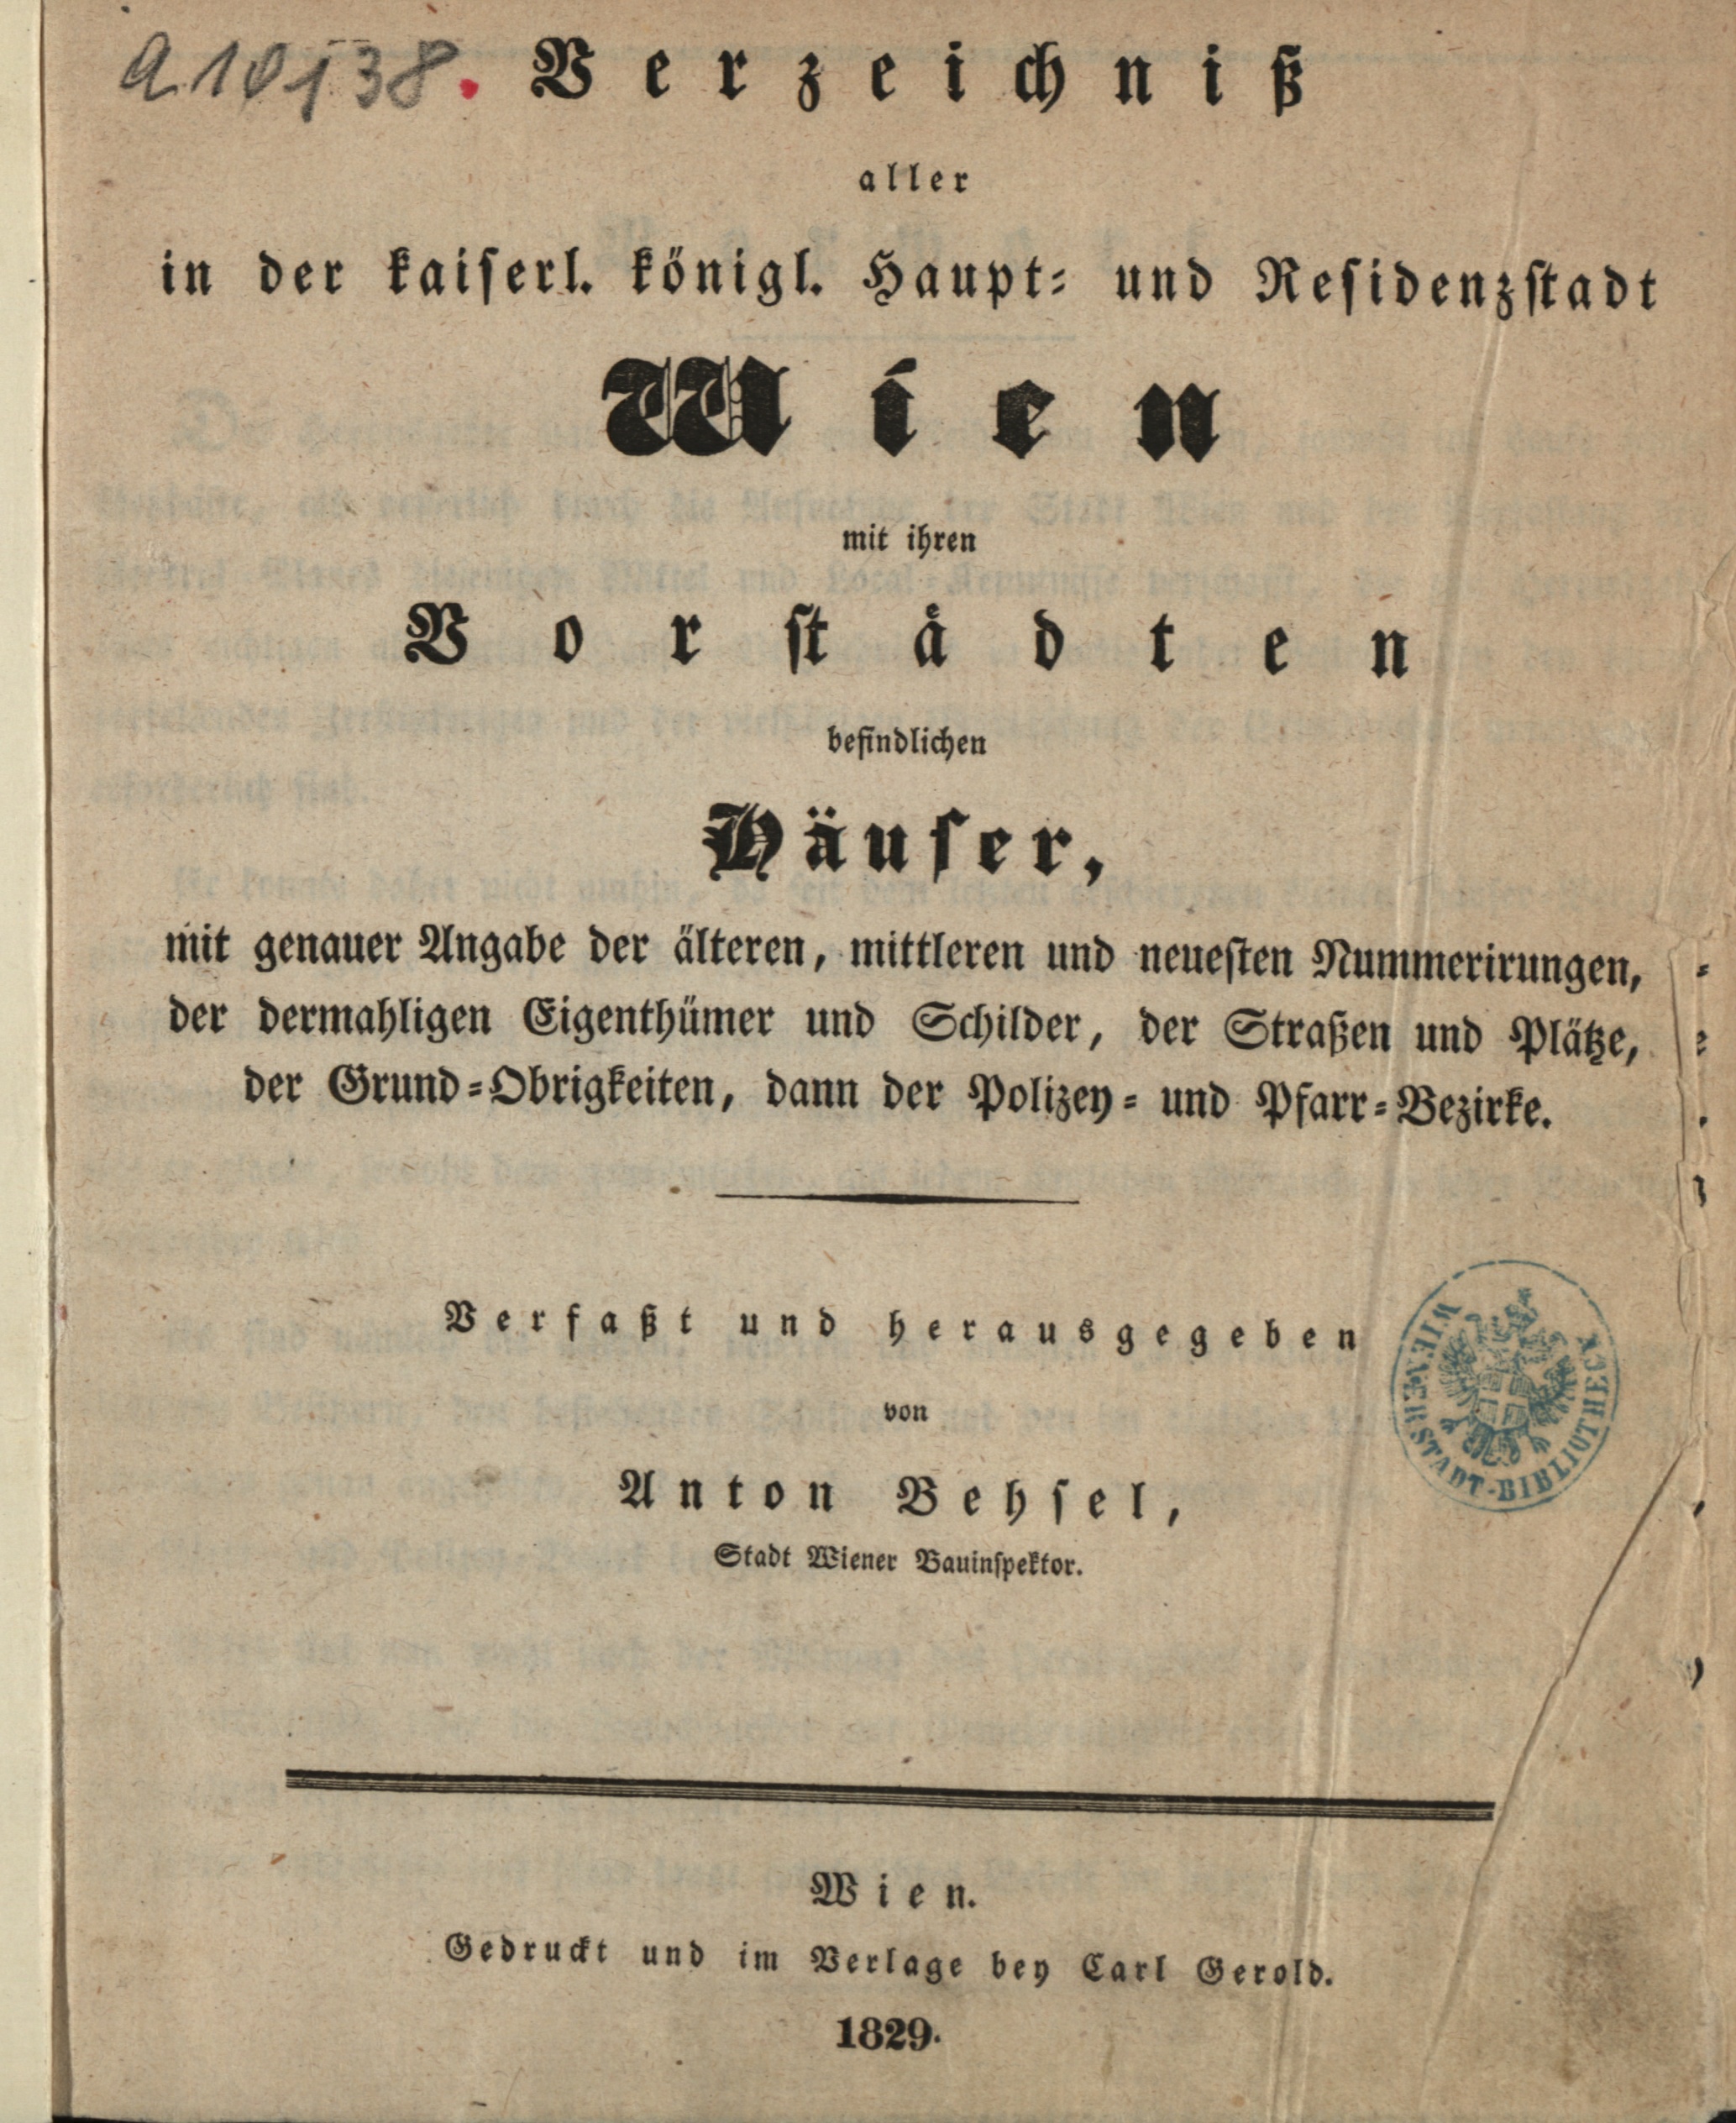 a 10138.
Verzeichniß
aller
in der kaiserl. königl. Haupt- und Residenzstadt
Wien
mit ihren
Vorstådten
befindlichen
Häuser,
mit genauer Angabe der älteren, mittleren und neuesten Nummerirungen,
der dermahligen Eigenthümer und Schilder, der Straßen und Plätze,
der Grund-Obrigkeiten, dann der Polizey- und Pfarr-Bezirke.
Verfaßt und herausgegeben
von
Anton Behsel,
Stadt Wiener Bauinspektor.
WIENER STADT-BIBLIOTHECK
Wien.
Gedruckt und im Verlage bey Carl Gerold.
1829.